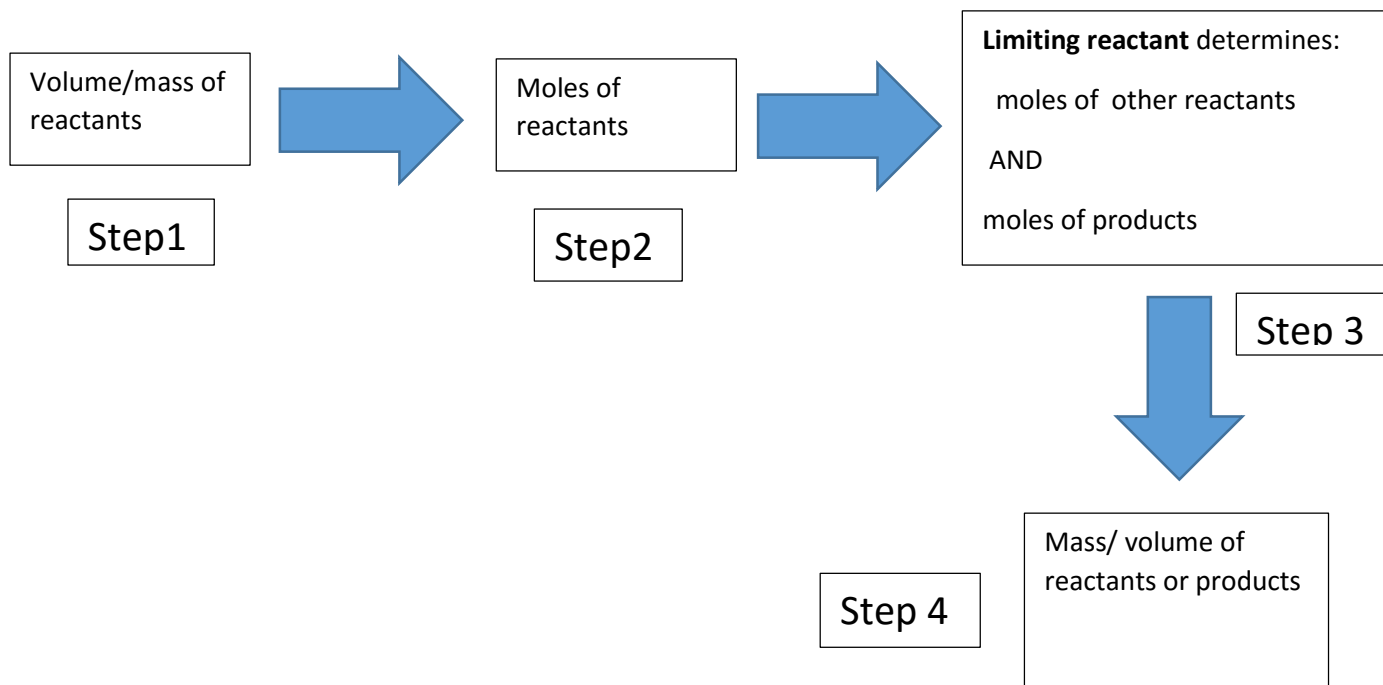 Volume/mass of
reactants
Step1
Moles of
reactants
Step2
Limiting reactant determines:
moles of other reactants
AND
moles of products
Step 3
Mass/ volume of
reactants or products
Step 4